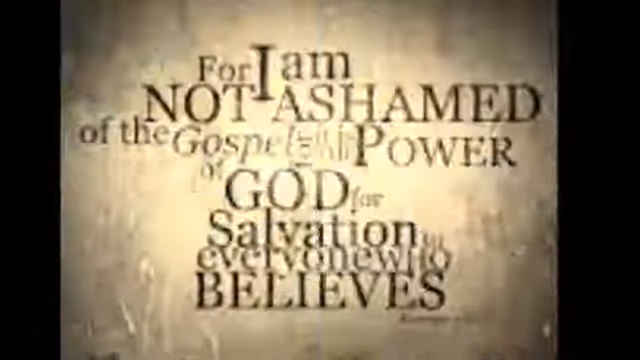 For I am
NOT ASHAMED
of the Gospel POWER
of
GOD for
Salvation
everyone who
BELIEVES